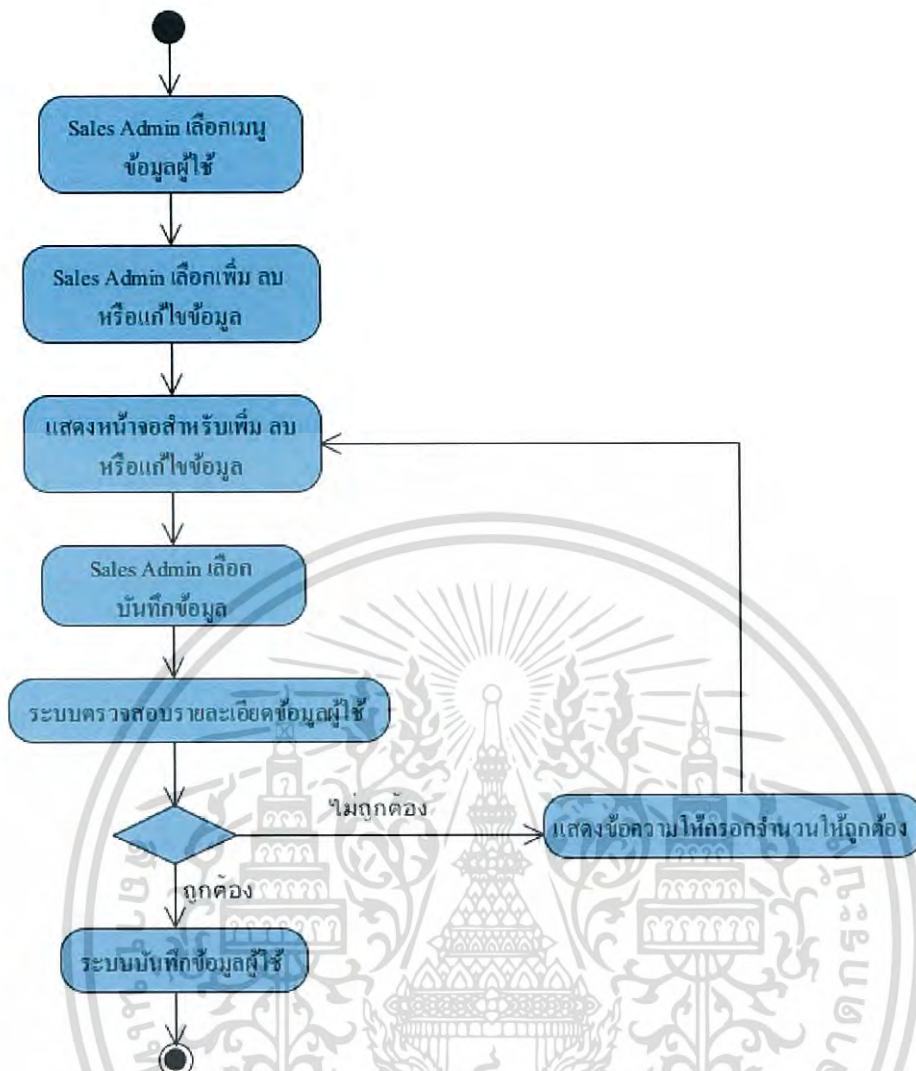 Sales Admin เลือกเมนู
ข้อมูลผู้ใช้
Sales Admin เลือกเพิ่ม ลบ
หรือแก้ไขข้อมูล
แสดงหน้าจอสำหรับเพิ่ม ลบ
หรือแก้ไขข้อมูล
Sales Admin เลือก
บันทึกข้อมูล
ระบบตรวจสอบรายละเอียดข้อมูลผู้ใช้
ไม่ถูกต้อง
แสดงข้อความให้กรอกจำนวนให้ถูกต้อง
ถูกต้อง
ระบบบันทึกข้อมูลผู้ใช้